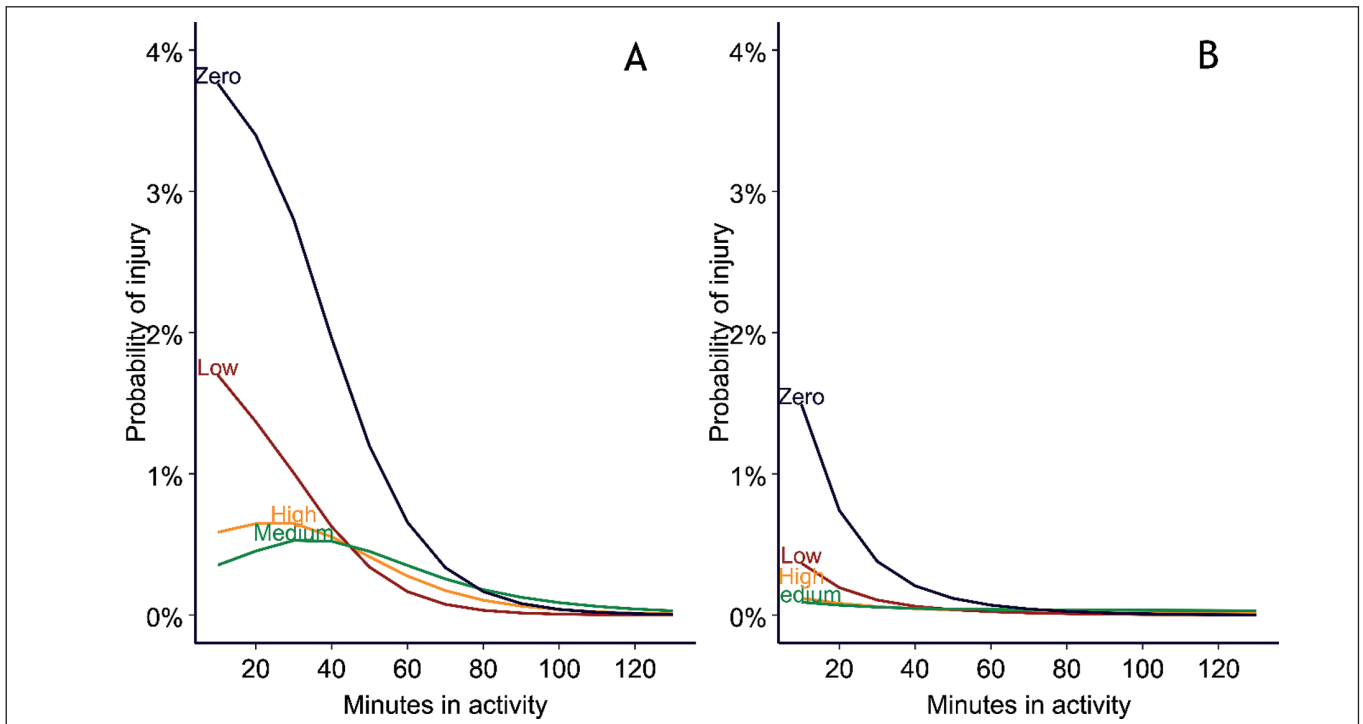 A
Probability of injury
4%
3%
2%
1%
0%
Zero
Low
High
Medium
20 40 60 80 100 120
Minutes in activity
B
Probability of injury
4%
3%
2%
1%
0%
Zero
Low
High
edium
20 40 60 80 100 120
Minutes in activity